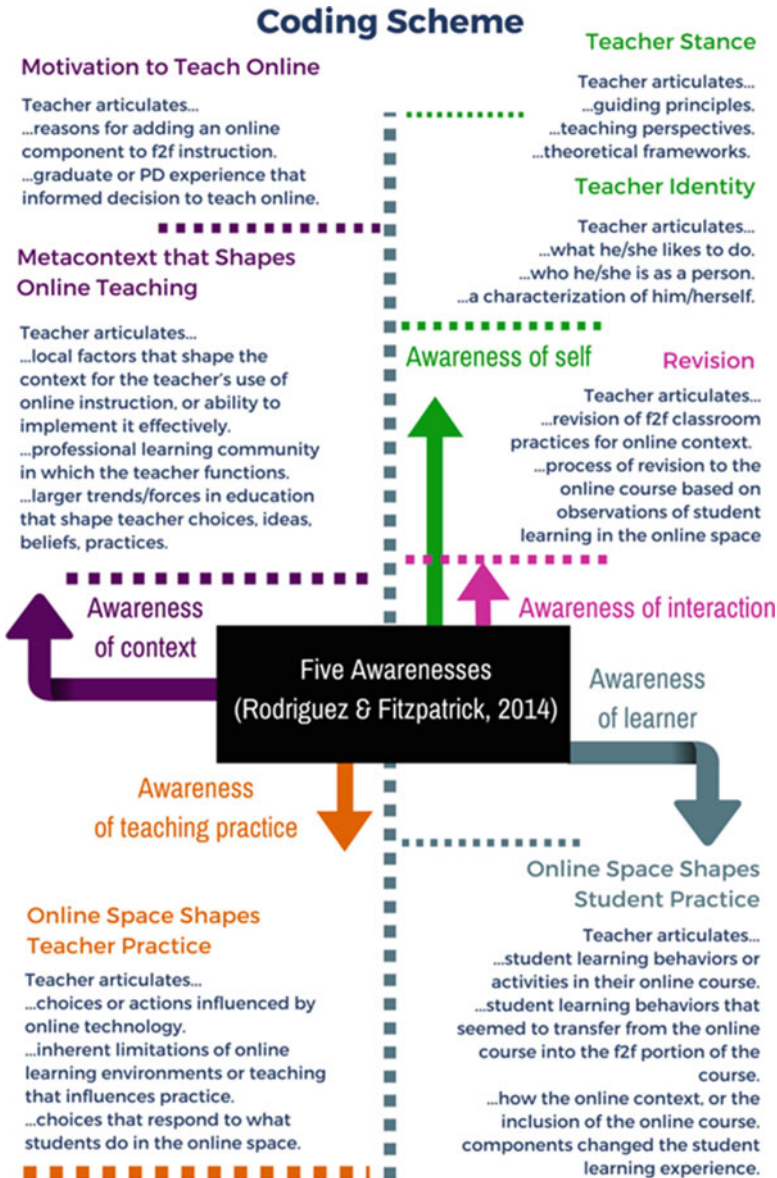 Coding Scheme
Motivation to Teach Online
Teacher articulates...
...reasons for adding an online
component to f2f instruction.
...graduate or PD experience that
informed decision to teach online.
Metacontext that Shapes
Online Teaching
Teacher articulates...
...local factors that shape the
context for the teacher's use of
online instruction, or ability to
implement it effectively.
...professional learning community
in which the teacher functions.
...larger trends/forces in education
that shape teacher choices, ideas,
beliefs, practices.
Awareness
of context
Teacher Stance
Teacher articulates...
...guiding principles.
...teaching perspectives.
...theoretical frameworks.
Teacher Identity
Teacher articulates...
...what he/she likes to do.
...who he/she is as a person.
...a characterization of him/herself.
Awareness of self
Revision
Teacher articulates...
...revision of f2f classroom
practices for online context.
...process of revision to the
online course based on
observations of student
learning in the online space
Awareness of interaction
Five Awarenesses
(Rodriguez & Fitzpatrick, 2014)
Awareness
of learner
Awareness
of teaching practice
Online Space Shapes
Teacher Practice
Teacher articulates...
...choices or actions influenced by
online technology.
...inherent limitations of online
learning environments or teaching
that influences practice.
...choices that respond to what
students do in the online space.
Online Space Shapes
Student Practice
Teacher articulates...
...student learning behaviors or
activities in their online course.
...student learning behaviors that
seemed to transfer from the online
course into the f2f portion of the
course.
...how the online context, or the
inclusion of the online course.
components changed the student
learning experience.